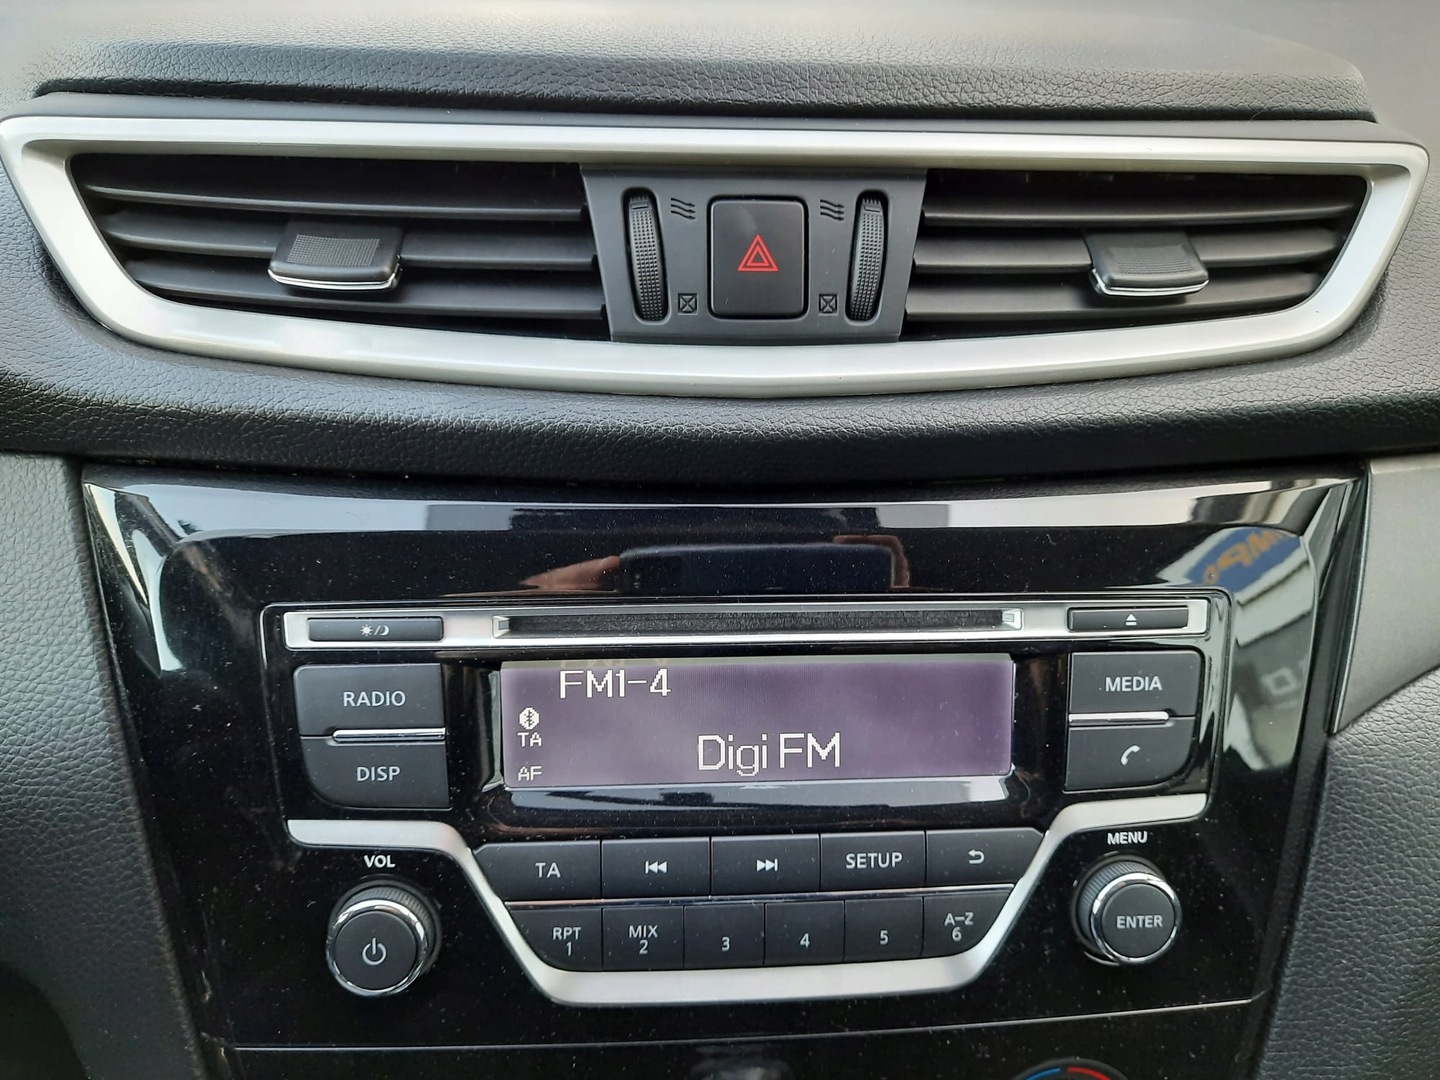 FM1-4
TA
Digi FM
AF
RADIO
MEDIA
DISP
VOL
MENU
TA
SETUP
RPT
1
MIX
2
3
4
5
A-Z
6
ENTER